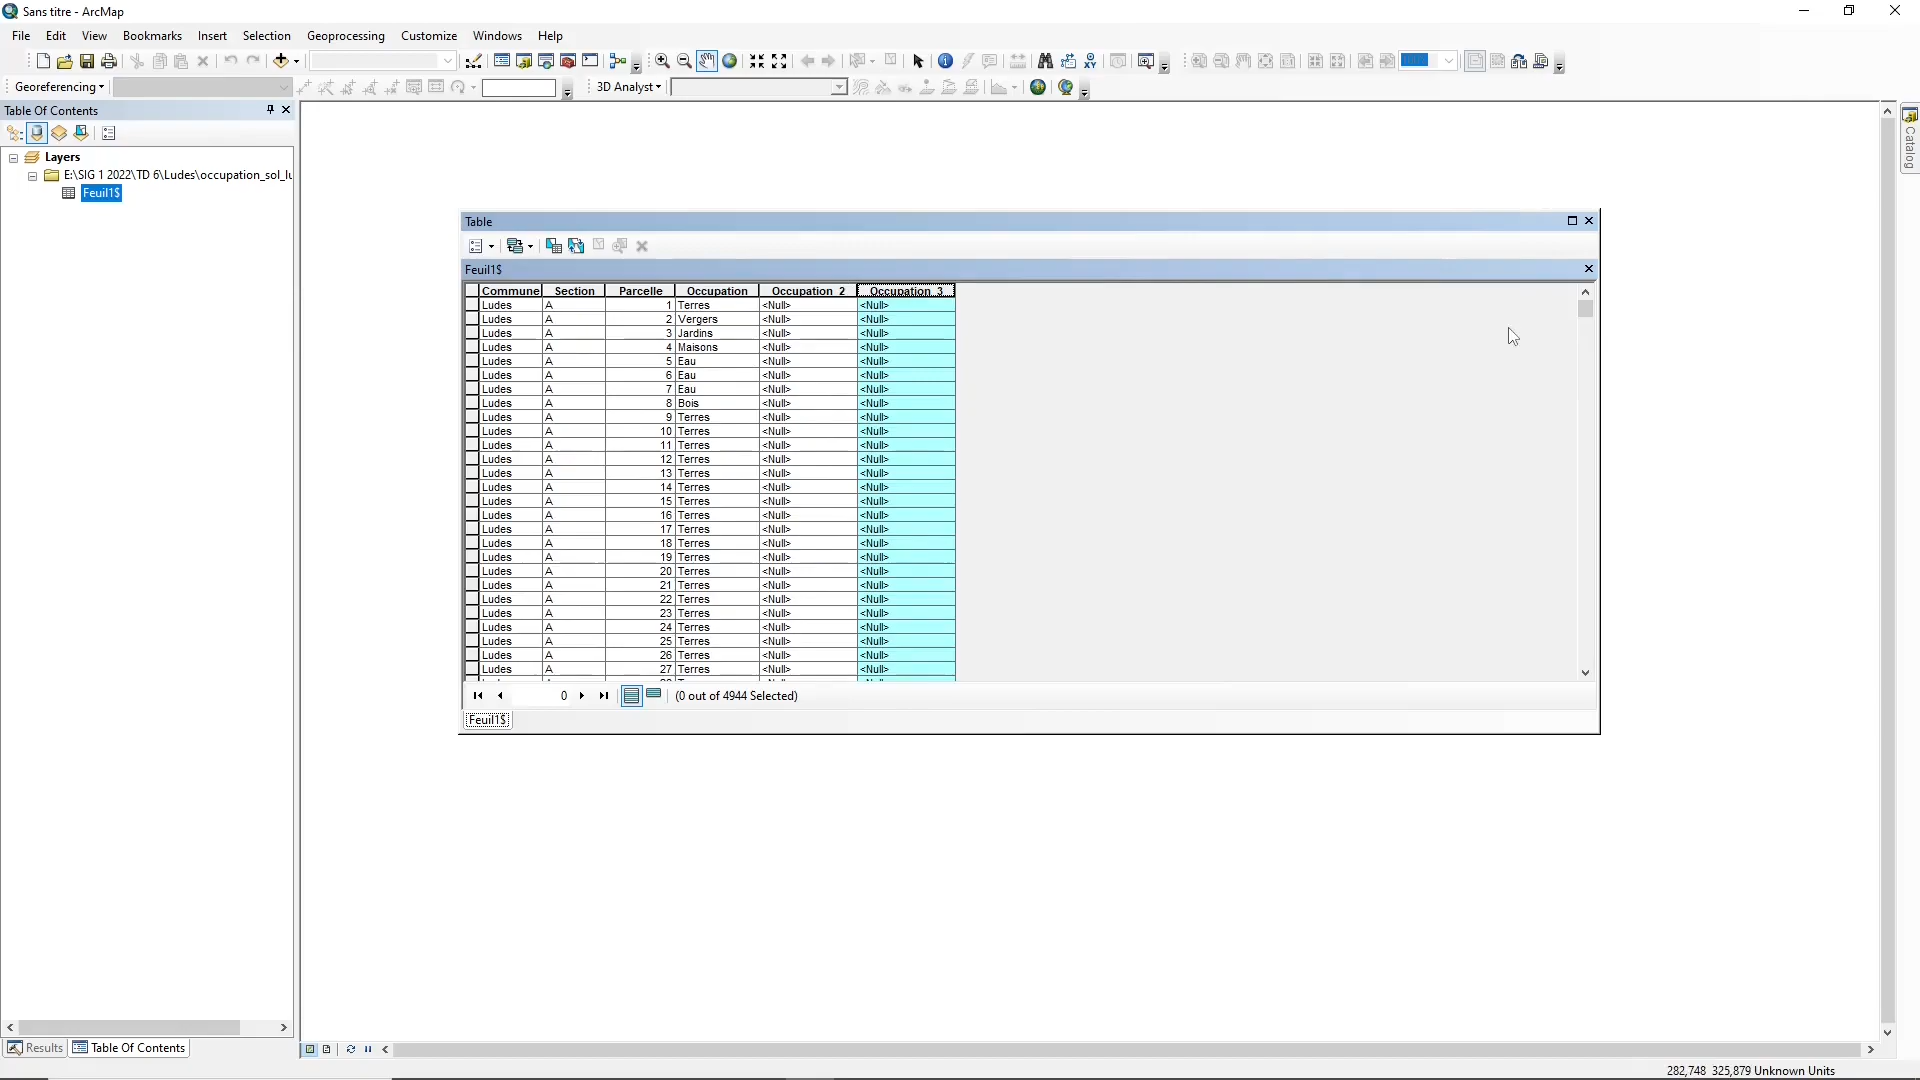 Sans titre - ArcMap
File Edit View Bookmarks Insert Selection Geoprocessing Customize Windows Help
Georeferencing 3D Analyst
Table Of Contents
Layers
E:\SIG 1 2022\TD 6\Ludes\occupation_sol_lu
Feuil1$
Catalog
Table
Feuil1$
Commune Section Parcelle Occupation Occupation_2 Occupation_3
Ludes A 1 Terres <Null> <Null>
Ludes A 2 Vergers <Null> <Null>
Ludes A 3 Jardins <Null> <Null>
Ludes A 4 Maisons <Null> <Null>
Ludes A 5 Eau <Null> <Null>
Ludes A 6 Eau <Null> <Null>
Ludes A 7 Eau <Null> <Null>
Ludes A 8 Bois <Null> <Null>
Ludes A 9 Terres <Null> <Null>
Ludes A 10 Terres <Null> <Null>
Ludes A 11 Terres <Null> <Null>
Ludes A 12 Terres <Null> <Null>
Ludes A 13 Terres <Null> <Null>
Ludes A 14 Terres <Null> <Null>
Ludes A 15 Terres <Null> <Null>
Ludes A 16 Terres <Null> <Null>
Ludes A 17 Terres <Null> <Null>
Ludes A 18 Terres <Null> <Null>
Ludes A 19 Terres <Null> <Null>
Ludes A 20 Terres <Null> <Null>
Ludes A 21 Terres <Null> <Null>
Ludes A 22 Terres <Null> <Null>
Ludes A 23 Terres <Null> <Null>
Ludes A 24 Terres <Null> <Null>
Ludes A 25 Terres <Null> <Null>
Ludes A 26 Terres <Null> <Null>
Ludes A 27 Terres <Null> <Null>
0 (0 out of 4944 Selected)
Feuil1$
Results Table Of Contents
282,748 325,879 Unknown Units